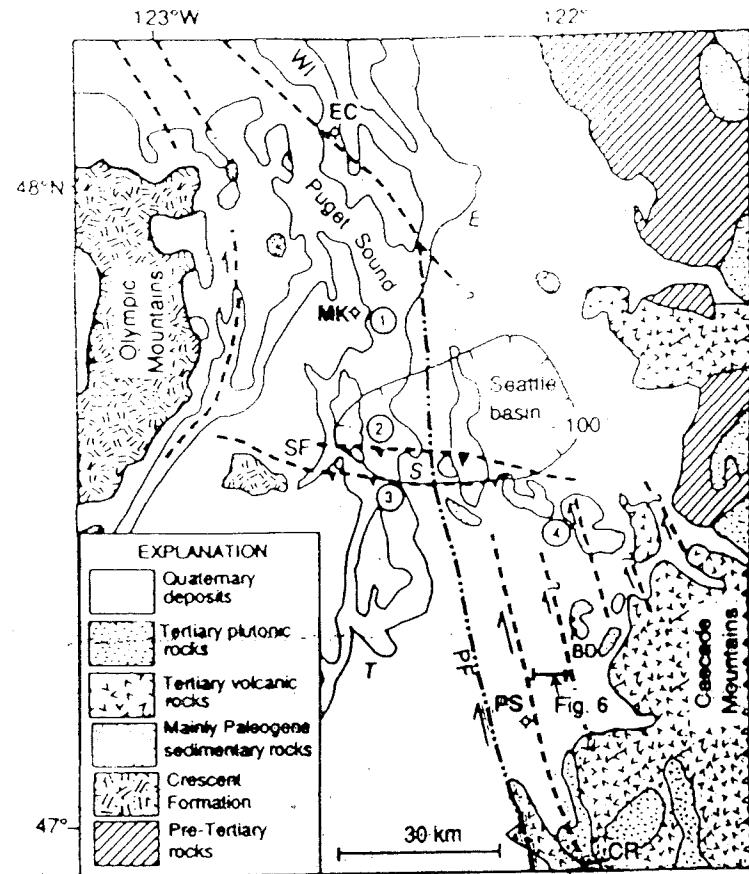 123°W
122°
WI
EC
48°N
Puget Sound
E
Olympic
Mountains
MK
1
Seattle
basin
100
2
SF
S
3
4
EXPLANATION
Quaternary
deposits
Tertiary plutonic
rocks
Tertiary volcanic
rocks
Mainly Paleogene
sedimentary rocks
Crescent
Formation
Pre-Tertiary
rocks
T
PF
BD
PS
Fig. 6
Cascade
Mountains
47°
30 km
CR